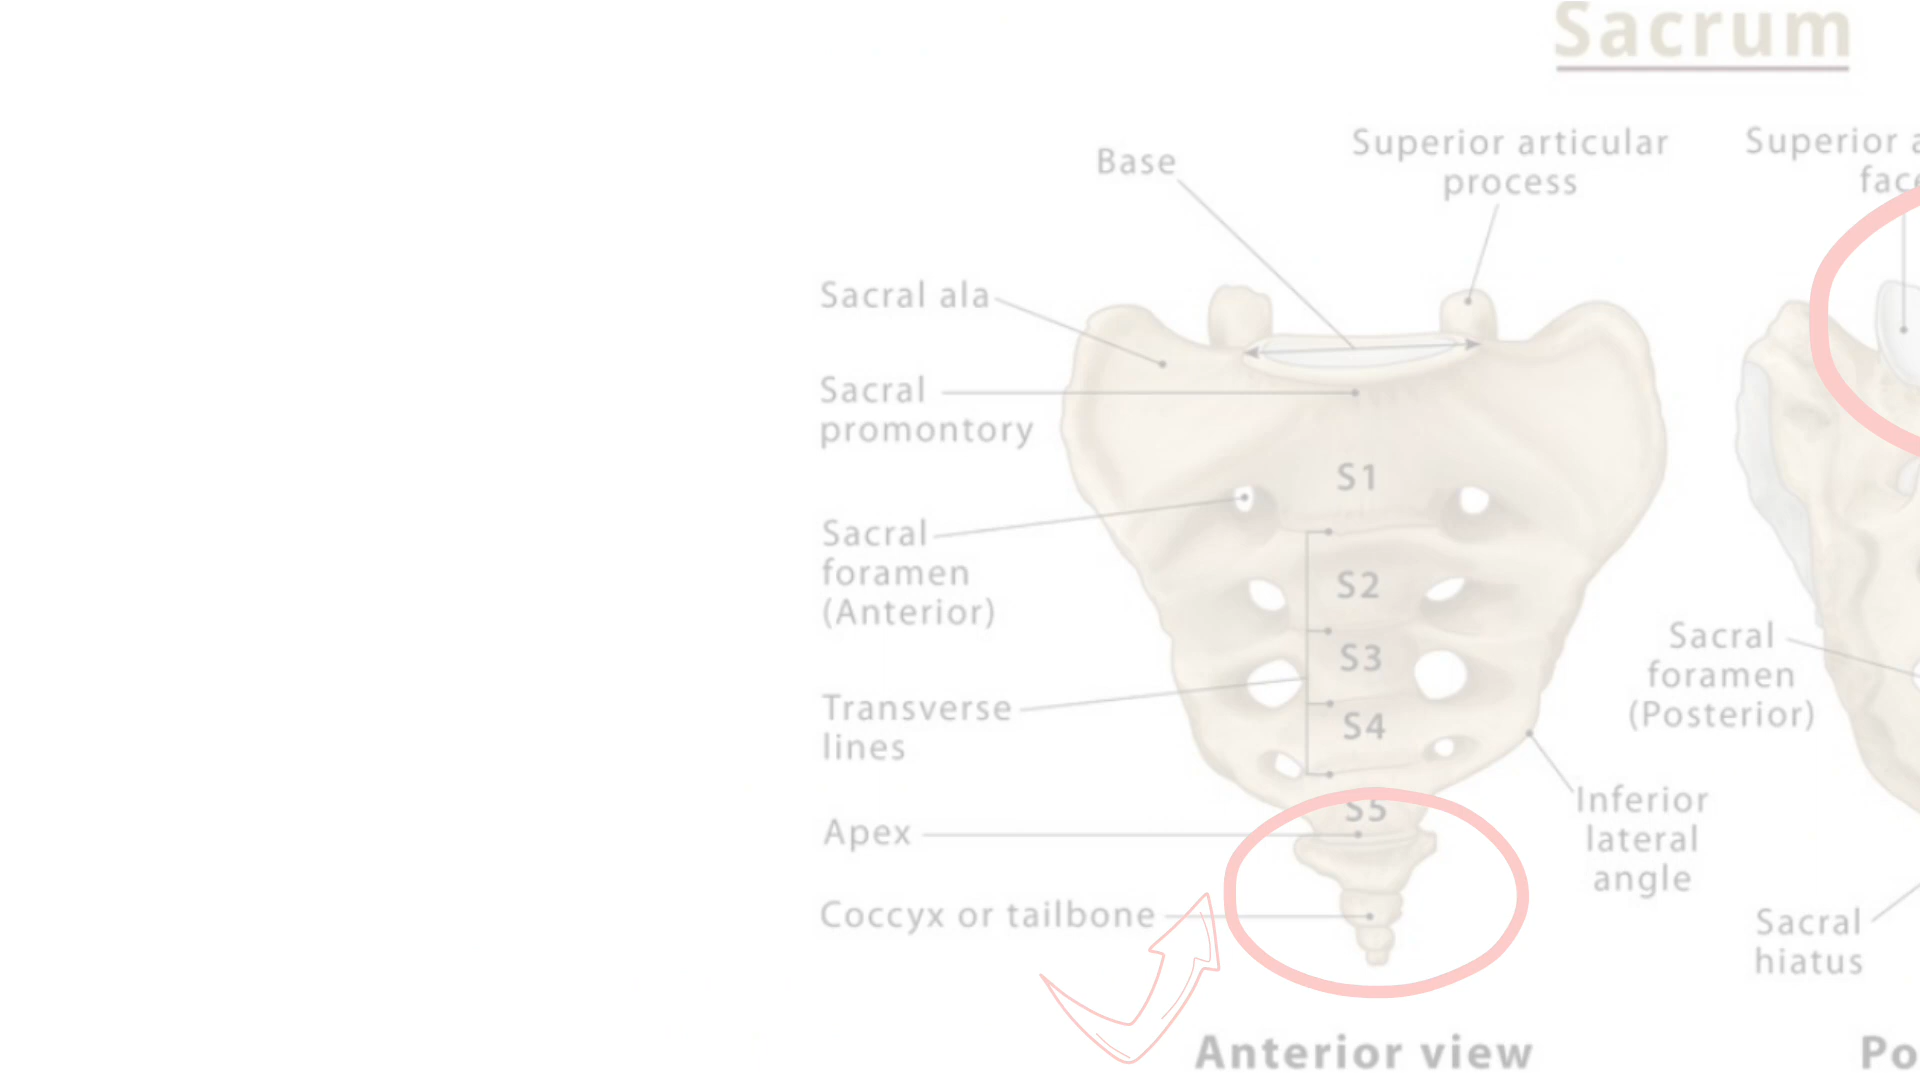 Sacrum
Base
Superior articular
process
Superior
Sacral ala
Sacral
promontory
S1
Sacral
foramen
(Anterior)
S2
S3
Sacral
foramen
(Posterior)
Transverse
lines
S4
Inferior
lateral
angle
S5
Apex
Coccyx or tailbone
Sacral
hiatus
Anterior view